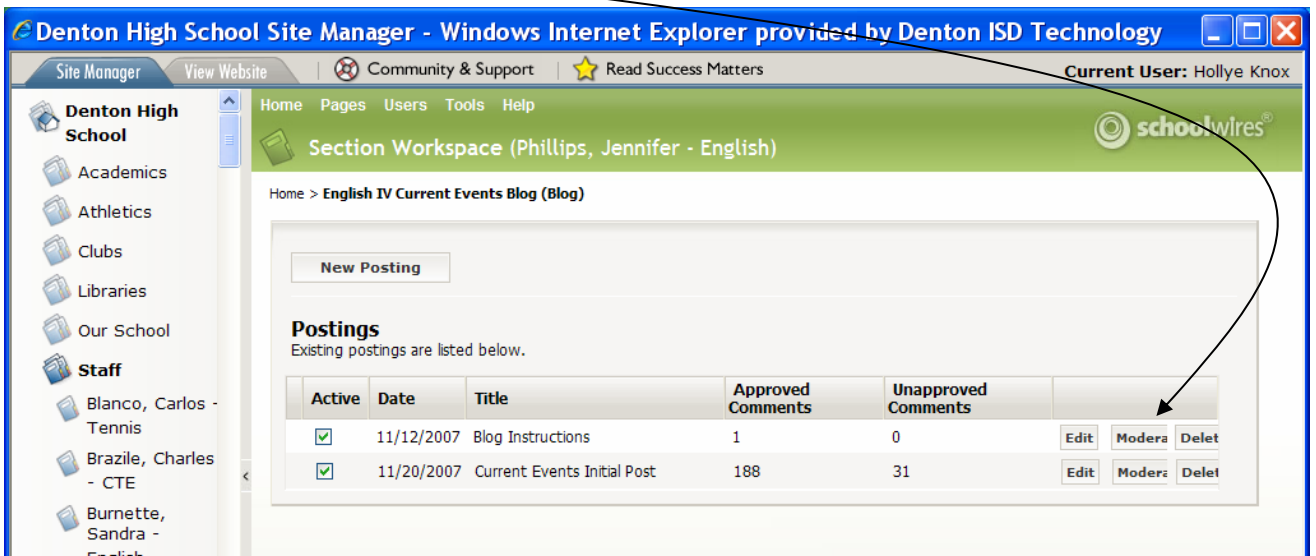 Denton High School Site Manager - Windows Internet Explorer provided by Denton ISD Technology
Site Manager View Website Community & Support Read Success Matters Current User: Hollye Knox
Home Pages Users Tools Help
schoolwires®
Section Workspace (Phillips, Jennifer - English)
Home > English IV Current Events Blog (Blog)
Denton High
School
Academics
Athletics
Clubs
Libraries
Our School
Staff
Blanco, Carlos -
Tennis
Brazile, Charles
- CTE
Burnette,
Sandra -
English
New Posting
Postings
Existing postings are listed below.
Active Date Title Approved Comments Unapproved Comments
11/12/2007 Blog Instructions 1 0 Edit Modera Delet
11/20/2007 Current Events Initial Post 188 31 Edit Modera Delet